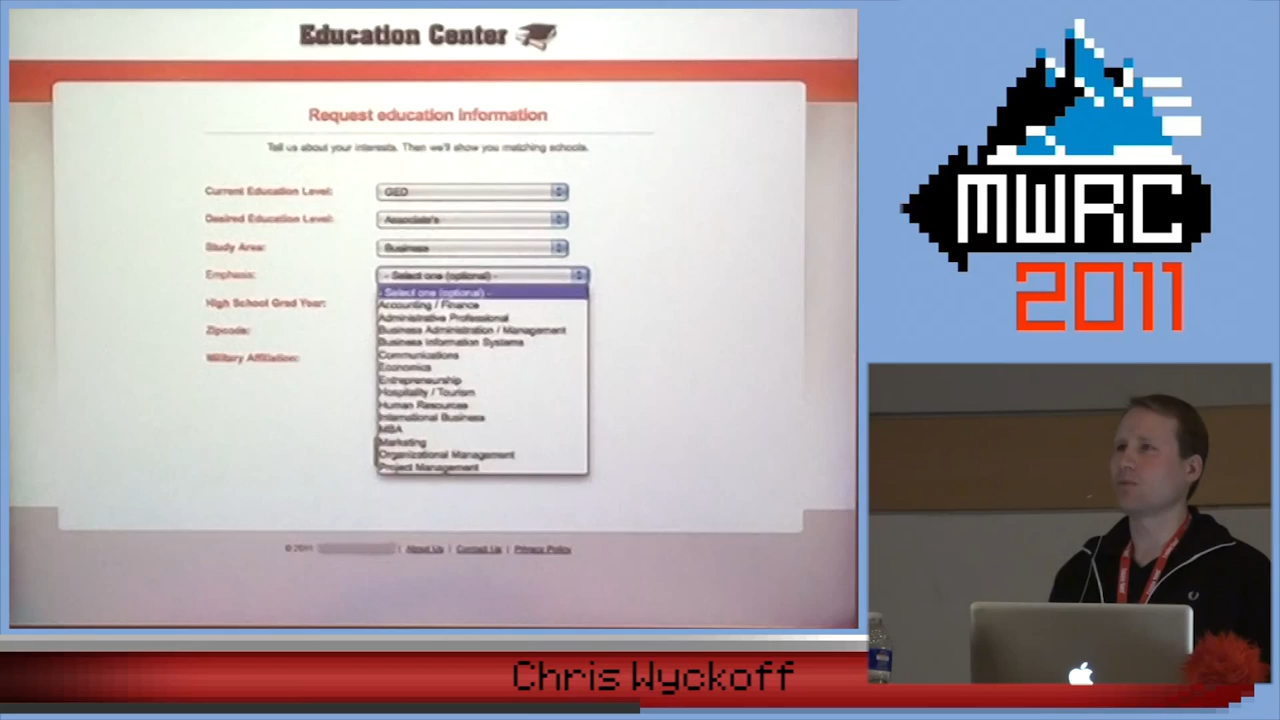 Education Center
Request education information
Tell us about your interests. Then we'll show you matching schools.
Current Education Level: GED
Desired Education Level: Associate's
Study Area: Business
Emphesis: - Select one (optional) -
- Select one (optional) -
Accounting / Finance
Administrative Professional
Business Administration / Management
Business Information Systems
Communications
Economics
Entrepreneurship
Hospitality / Tourism
Human Resources
International Business
MBA
Marketing
Organizational Management
Project Management
High School Grad Year:
Zipcode:
Military Affiliation:
© 2011 | About Us | Contact Us | Privacy Policy
MWRC
2011
Chris Wyckoff